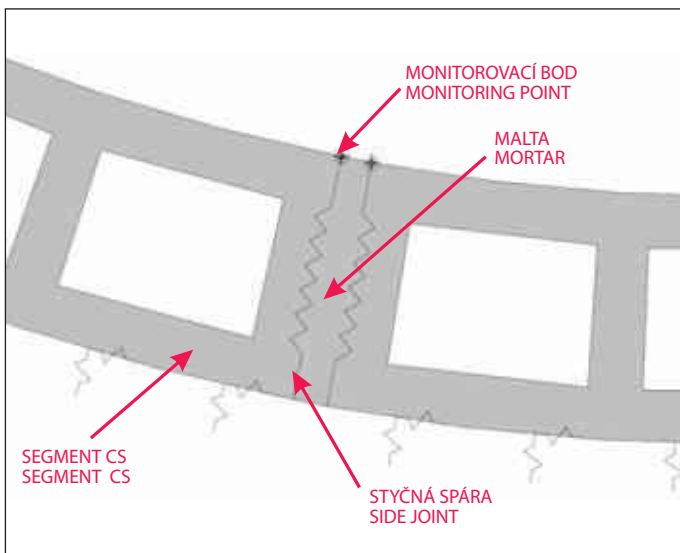 MONITOROVACÍ BOD
MONITORING POINT
MALTA
MORTAR
SEGMENT CS
SEGMENT CS
STYČNÁ SPÁRA
SIDE JOINT